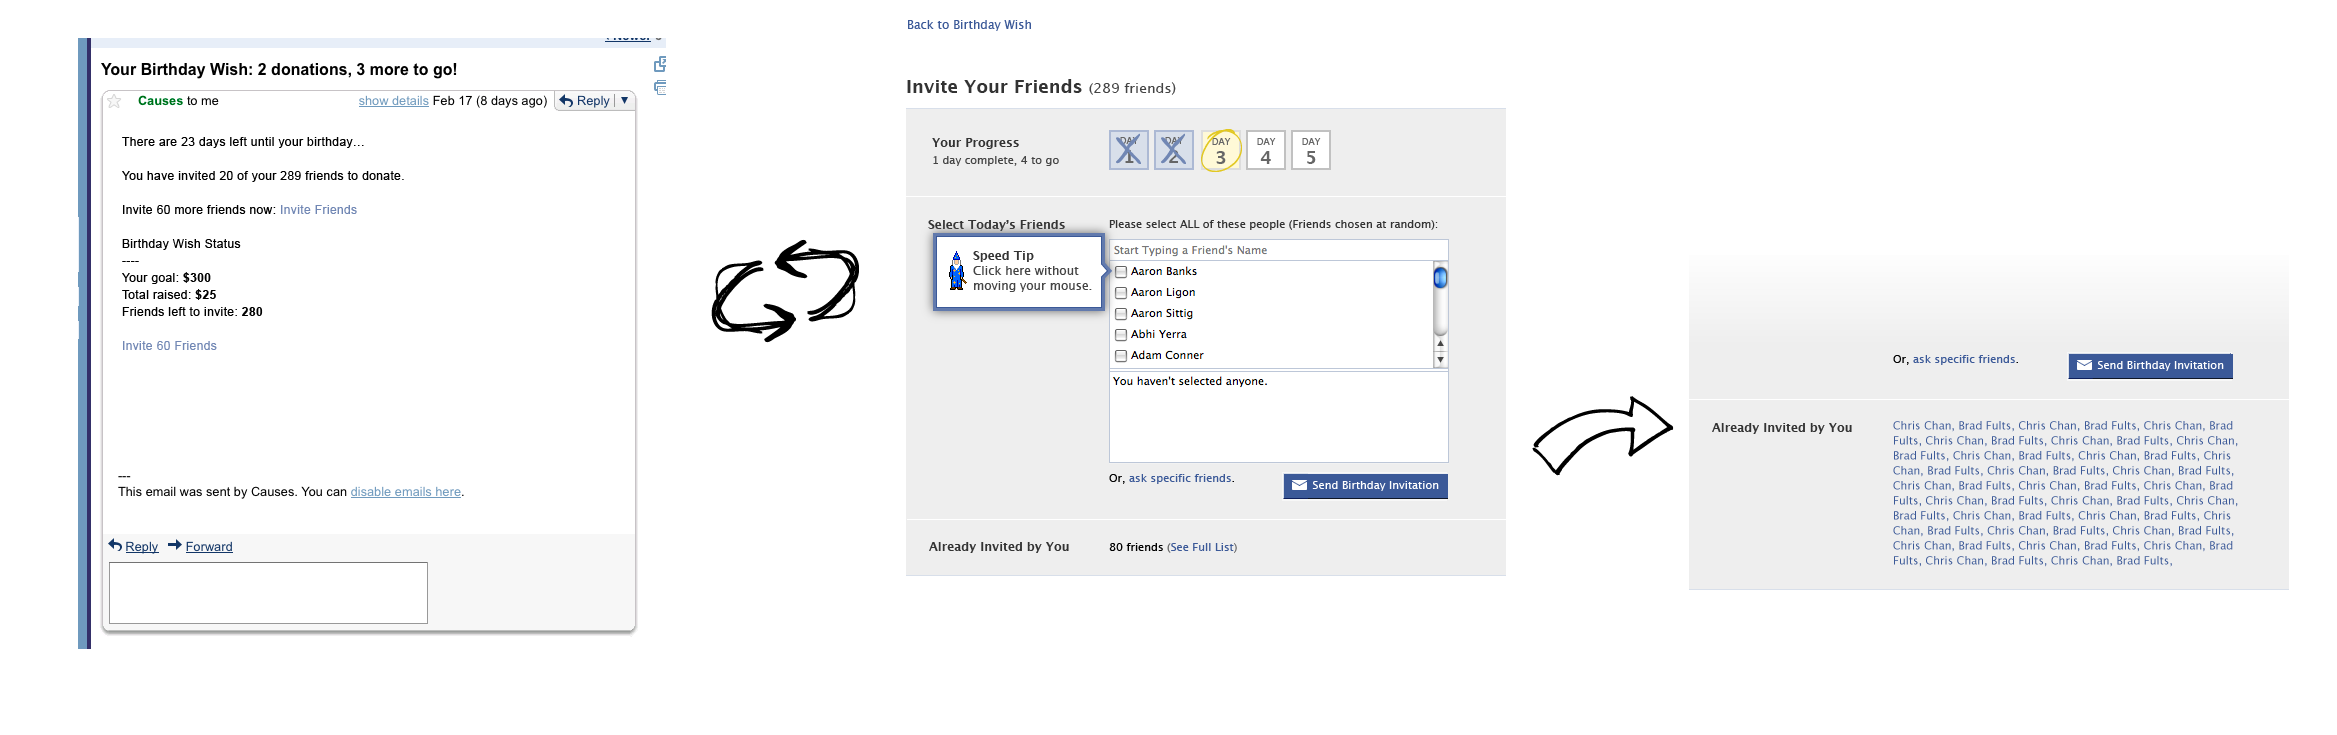 Newer
Your Birthday Wish: 2 donations, 3 more to go!
Causes to me
show details Feb 17 (8 days ago)
Reply
There are 23 days left until your birthday...
You have invited 20 of your 289 friends to donate.
Invite 60 more friends now: Invite Friends
Birthday Wish Status
----
Your goal: $300
Total raised: $25
Friends left to invite: 280
Invite 60 Friends
---
This email was sent by Causes. You can disable emails here.
Reply
Forward
Back to Birthday Wish
Invite Your Friends (289 friends)
Your Progress
1 day complete, 4 to go
DAY 1
DAY 2
DAY 3
DAY 4
DAY 5
Select Today's Friends
Please select ALL of these people (Friends chosen at random):
Speed Tip
Click here without
moving your mouse.
Start Typing a Friend's Name
Aaron Banks
Aaron Ligon
Aaron Sittig
Abhi Yerra
Adam Conner
You haven't selected anyone.
Or, ask specific friends.
Send Birthday Invitation
Already Invited by You
80 friends (See Full List)
Or, ask specific friends.
Send Birthday Invitation
Already Invited by You
Chris Chan, Brad Fults, Chris Chan, Brad Fults, Chris Chan, Brad
Fults, Chris Chan, Brad Fults, Chris Chan, Brad Fults, Chris Chan,
Brad Fults, Chris Chan, Brad Fults, Chris Chan, Brad Fults, Chris
Chan, Brad Fults, Chris Chan, Brad Fults, Chris Chan, Brad Fults,
Chris Chan, Brad Fults, Chris Chan, Brad Fults, Chris Chan, Brad
Fults, Chris Chan, Brad Fults, Chris Chan, Brad Fults, Chris Chan,
Brad Fults, Chris Chan, Brad Fults, Chris Chan, Brad Fults, Chris
Chan, Brad Fults, Chris Chan, Brad Fults, Chris Chan, Brad Fults,
Chris Chan, Brad Fults, Chris Chan, Brad Fults, Chris Chan, Brad
Fults, Chris Chan, Brad Fults, Chris Chan, Brad Fults,